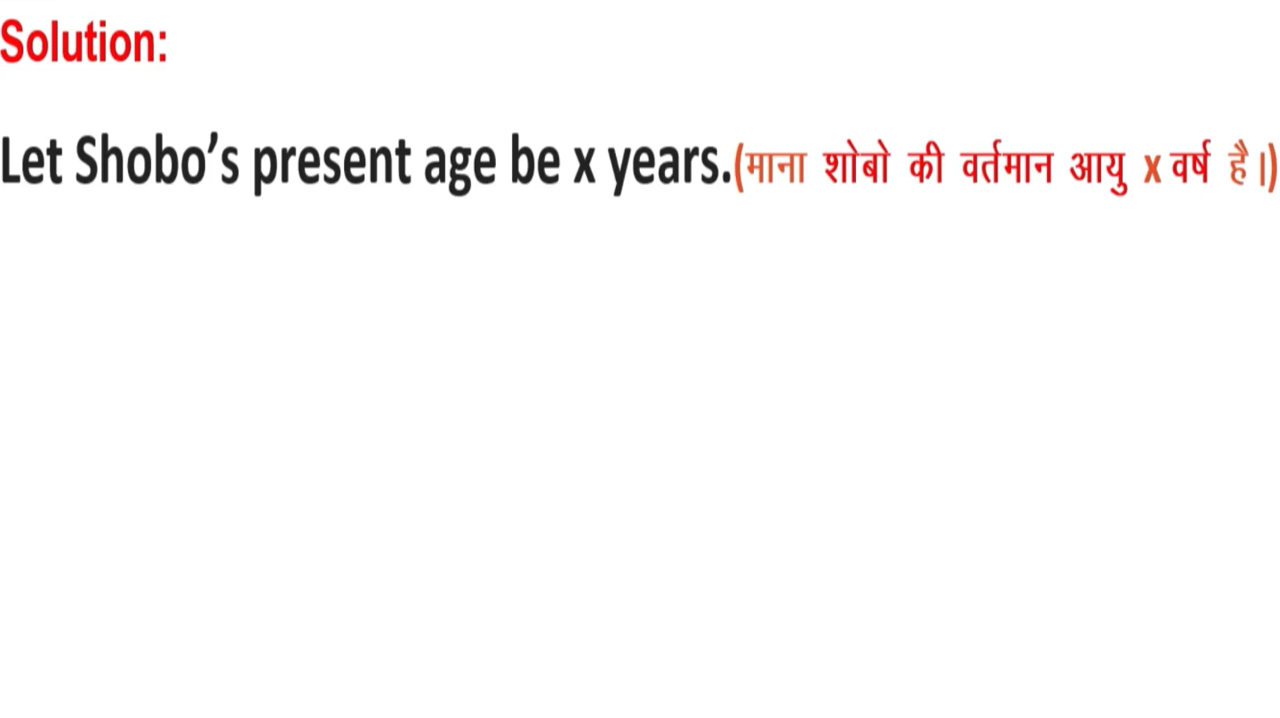 Solution:
Let Shobo’s present age be x years.(माना शोबो की वर्तमान आयु x वर्ष है।)